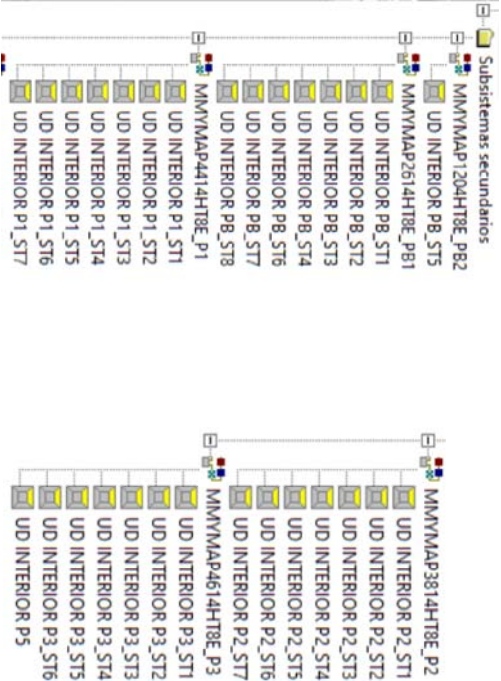 Subsistemas secundarios
MMYMAP1204HT8E_PB2
UD INTERIOR PB_ST5
MMYMAP2614HT8E_PB1
UD INTERIOR PB_ST1
UD INTERIOR PB_ST2
UD INTERIOR PB_ST3
UD INTERIOR PB_ST4
UD INTERIOR PB_ST6
UD INTERIOR PB_ST7
UD INTERIOR PB_ST8
MMYMAP4414HT8E_P1
UD INTERIOR P1_ST1
UD INTERIOR P1_ST2
UD INTERIOR P1_ST3
UD INTERIOR P1_ST4
UD INTERIOR P1_ST5
UD INTERIOR P1_ST6
UD INTERIOR P1_ST7
MMYMAP3814HT8E_P2
UD INTERIOR P2_ST1
UD INTERIOR P2_ST2
UD INTERIOR P2_ST3
UD INTERIOR P2_ST4
UD INTERIOR P2_ST5
UD INTERIOR P2_ST6
UD INTERIOR P2_ST7
MMYMAP4614HT8E_P3
UD INTERIOR P3_ST1
UD INTERIOR P3_ST2
UD INTERIOR P3_ST3
UD INTERIOR P3_ST4
UD INTERIOR P3_ST5
UD INTERIOR P3_ST6
UD INTERIOR P5